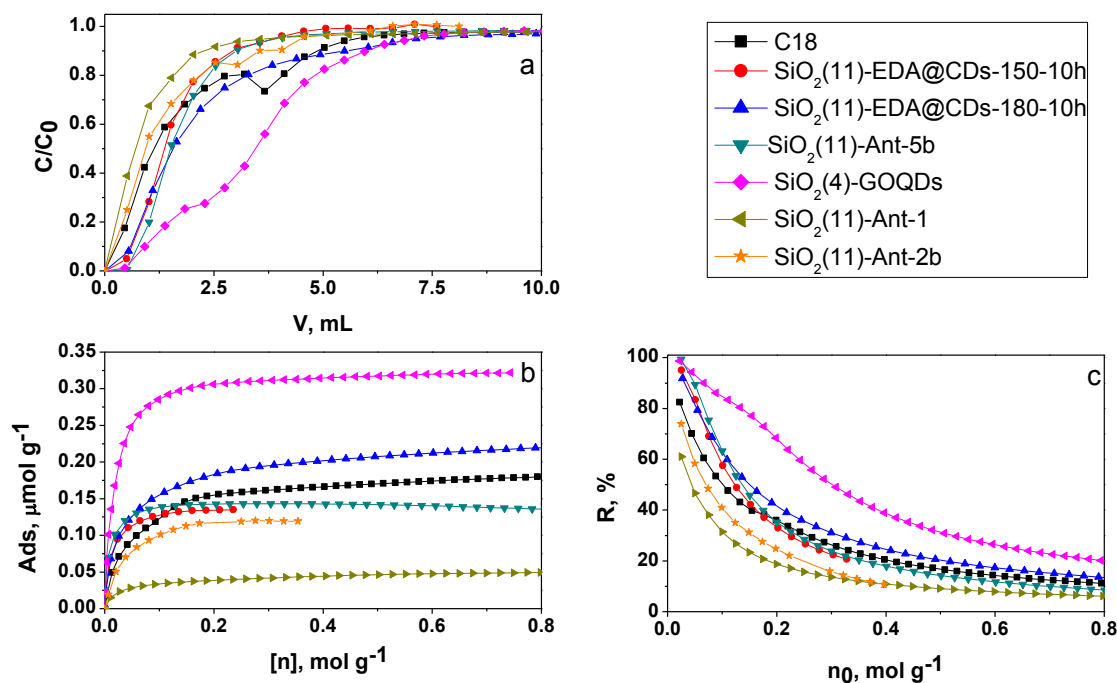 1.0
0.8
0.6
0.4
0.2
0.0
C/C₀
a
0.0 2.5 5.0 7.5 10.0
V, mL
C18
SiO₂(11)-EDA@CDs-150-10h
SiO₂(11)-EDA@CDs-180-10h
SiO₂(11)-Ant-5b
SiO₂(4)-GOQDs
SiO₂(11)-Ant-1
SiO₂(11)-Ant-2b
0.35
0.30
0.25
0.20
0.15
0.10
0.05
0.00
Ads, μmol g⁻¹
b
0.0 0.2 0.4 0.6 0.8
[n], mol g⁻¹
100
80
60
40
20
0
R, %
c
0.0 0.2 0.4 0.6 0.8
n₀, mol g⁻¹